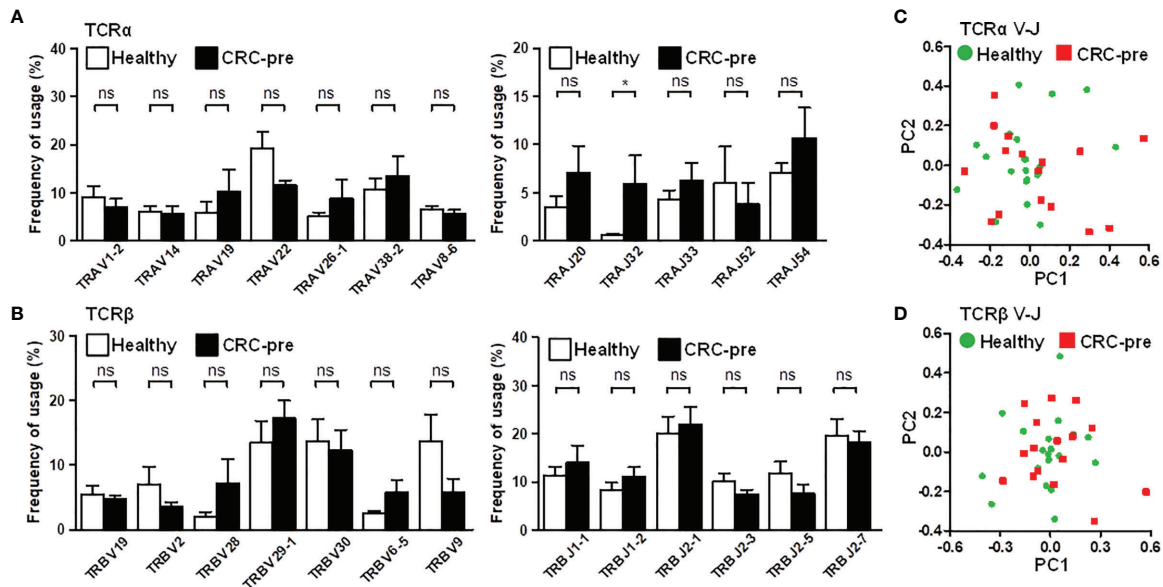 A
TCRα
Healthy CRC-pre
Frequency of usage (%)
40
30
20
10
0
ns ns ns ns ns ns ns
TRAV1-2 TRAV14 TRAV19 TRAV22 TRAV26-1 TRAV38-2 TRAV8-6
Healthy CRC-pre
Frequency of usage (%)
20
15
10
5
0
ns * ns ns ns
TRAJ20 TRAJ32 TRAJ33 TRAJ52 TRAJ54
C
TCRα V-J
Healthy CRC-pre
PC2
0.6
0.4
0.2
0.0
-0.2
-0.4
-0.4 -0.2 0.0 0.2 0.4 0.6
PC1
B
TCRβ
Healthy CRC-pre
Frequency of usage (%)
30
20
10
0
ns ns ns ns ns ns ns
TRBV19 TRBV2 TRBV28 TRBV29-1 TRBV30 TRBV6-5 TRBV9
Healthy CRC-pre
Frequency of usage (%)
40
30
20
10
0
ns ns ns ns ns ns
TRBJ1-1 TRBJ1-2 TRBJ2-1 TRBJ2-3 TRBJ2-5 TRBJ2-7
D
TCRβ V-J
Healthy CRC-pre
PC2
0.6
0.4
0.2
0.0
-0.2
-0.4
-0.6 -0.3 0.0 0.3 0.6
PC1